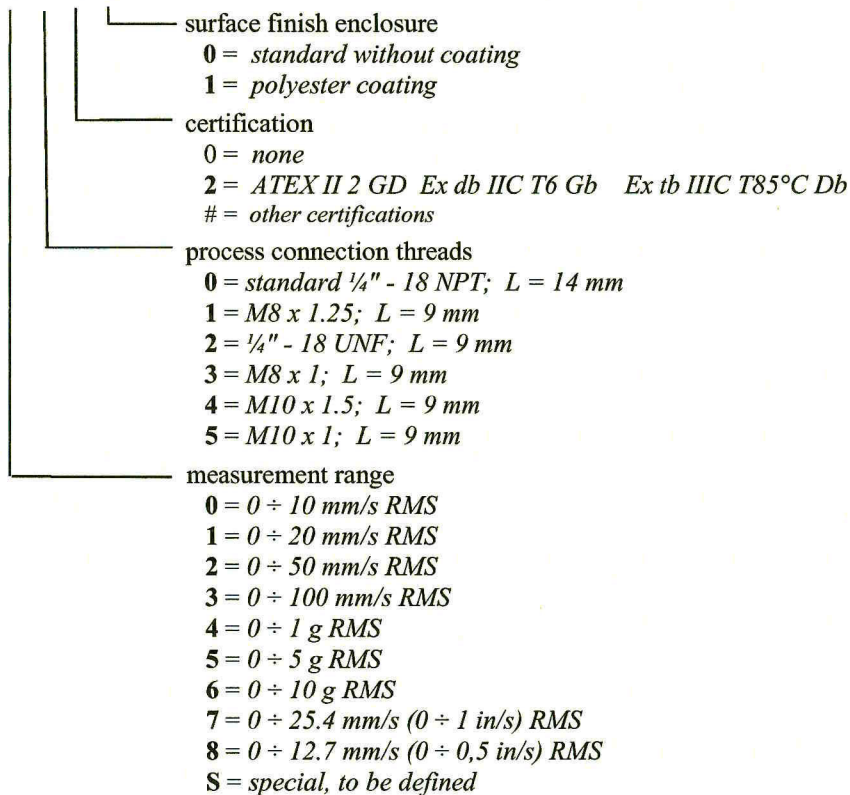 surface finish enclosure
0 = standard without coating
1 = polyester coating
certification
0 = none
2 = ATEX II 2 GD Ex db IIC T6 Gb Ex tb IIIC T85°C Db
# = other certifications
process connection threads
0 = standard ¼" - 18 NPT; L = 14 mm
1 = M8 x 1.25; L = 9 mm
2 = ¼" - 18 UNF; L = 9 mm
3 = M8 x 1; L = 9 mm
4 = M10 x 1.5; L = 9 mm
5 = M10 x 1; L = 9 mm
measurement range
0 = 0 ÷ 10 mm/s RMS
1 = 0 ÷ 20 mm/s RMS
2 = 0 ÷ 50 mm/s RMS
3 = 0 ÷ 100 mm/s RMS
4 = 0 ÷ 1 g RMS
5 = 0 ÷ 5 g RMS
6 = 0 ÷ 10 g RMS
7 = 0 ÷ 25.4 mm/s (0 ÷ 1 in/s) RMS
8 = 0 ÷ 12.7 mm/s (0 ÷ 0,5 in/s) RMS
S = special, to be defined